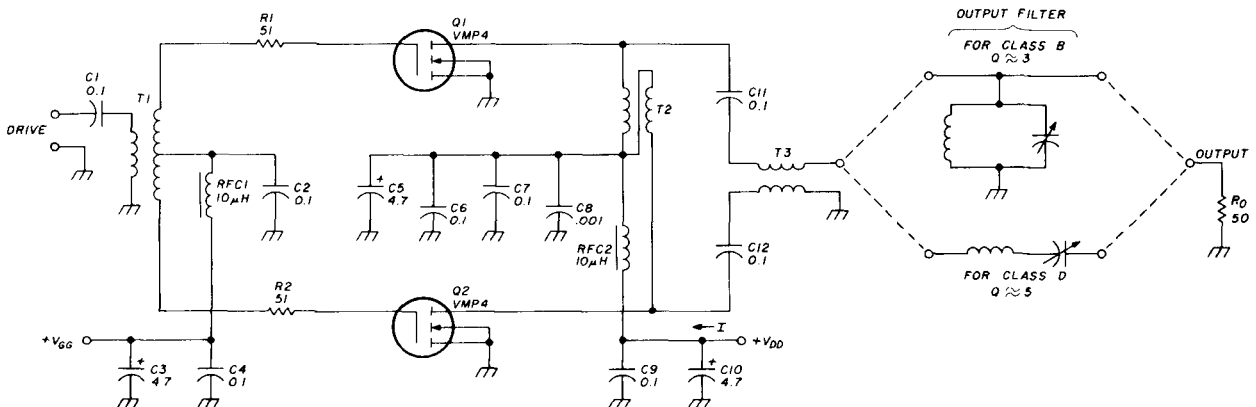 OUTPUT FILTER
FOR CLASS B
Q ≈ 3
R1
51
Q1
VMP4
C1
0.1
T1
DRIVE
C11
0.1
T2
T3
OUTPUT
RFC1
10μH
C2
0.1
C5
+
4.7
C6
0.1
C7
0.1
C8
.001
RFC2
10μH
C12
0.1
RO
50
FOR CLASS D
Q ≈ 5
R2
51
Q2
VMP4
+VGG
C3
+
4.7
C4
0.1
I
+VDD
C9
0.1
C10
+
4.7